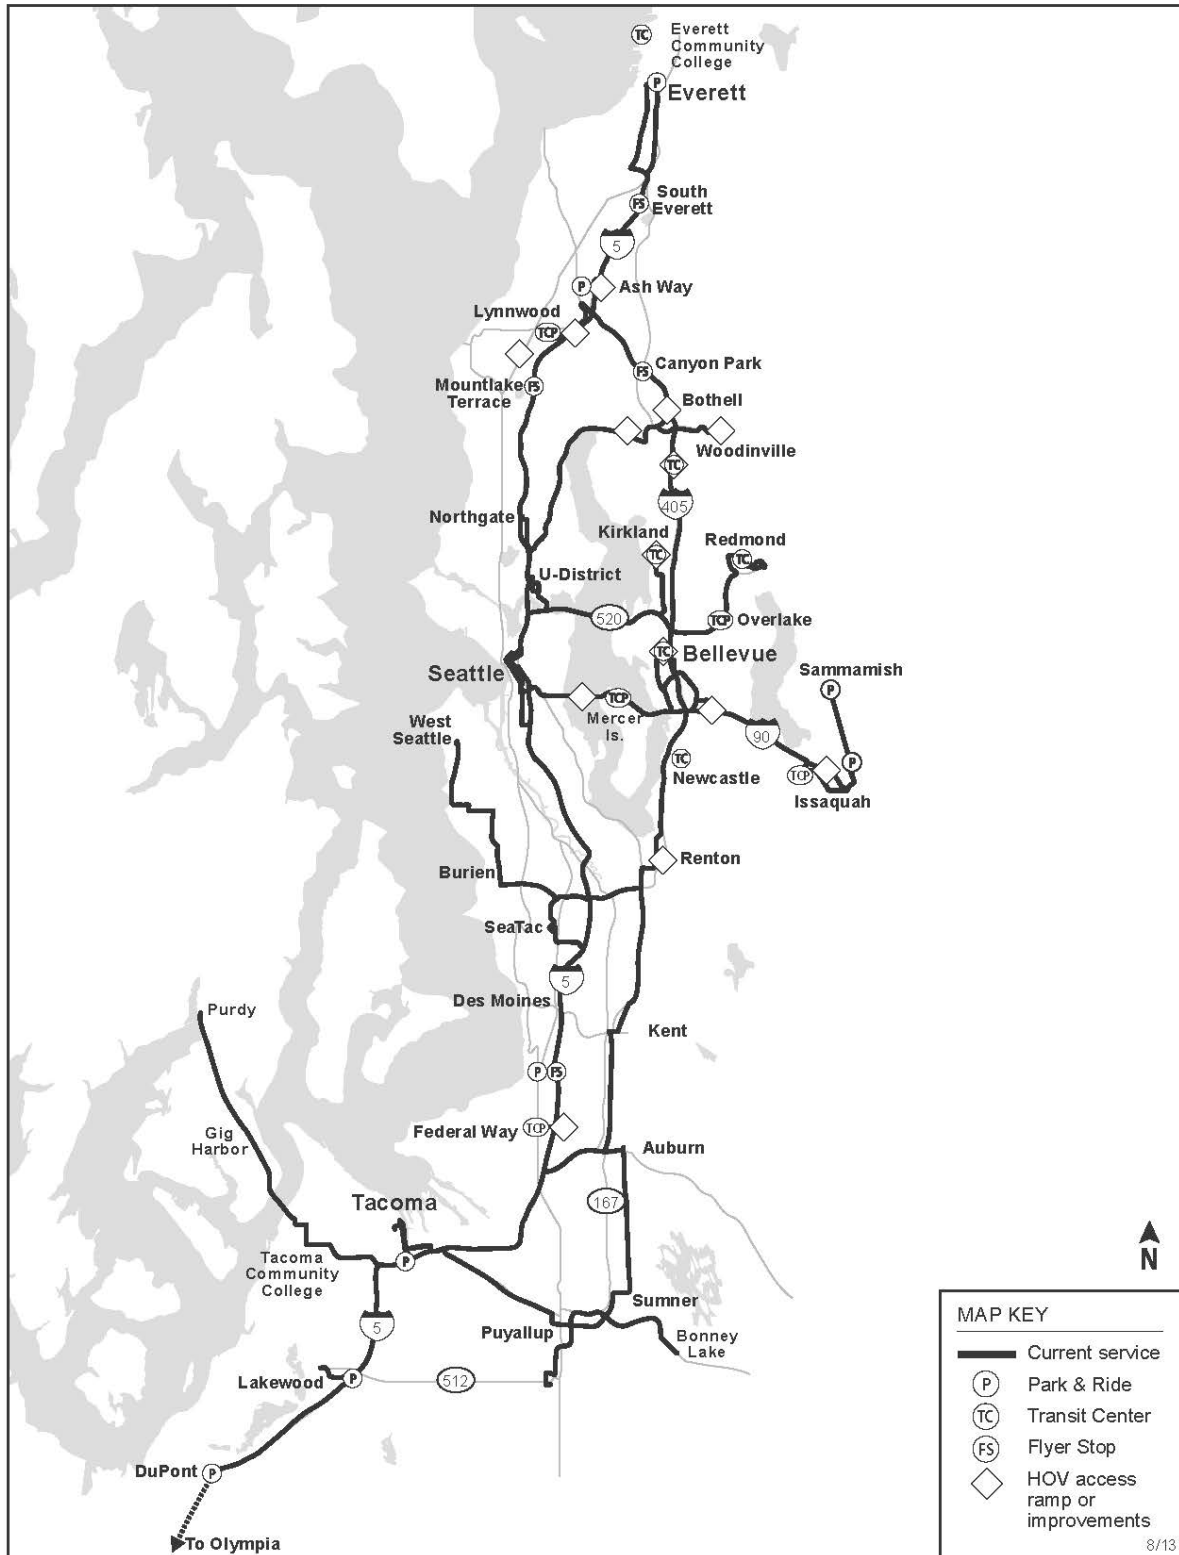 TC
Everett
Community
College
P
Everett
South
Everett
FS
5
P
Ash Way
Lynnwood
TCP
Canyon Park
FS
Mountlake
Terrace
FS
Bothell
Woodinville
TC
405
Northgate
Kirkland
TC
Redmond
TC
U-District
520
TCP
Overlake
TC
Bellevue
Seattle
Sammamish
P
TCP
Mercer
Is.
West
Seattle
90
P
TC
Newcastle
TCP
Issaquah
Renton
Burien
SeaTac
5
Des Moines
Purdy
Kent
P
FS
Gig
Harbor
Federal Way
TCP
Auburn
167
Tacoma
Tacoma
Community
College
P
N
Sumner
5
Puyallup
Bonney
Lake
Lakewood
P
512
DuPont
P
To Olympia
MAP KEY
Current service
P
Park & Ride
TC
Transit Center
FS
Flyer Stop
HOV access
ramp or
improvements
8/13